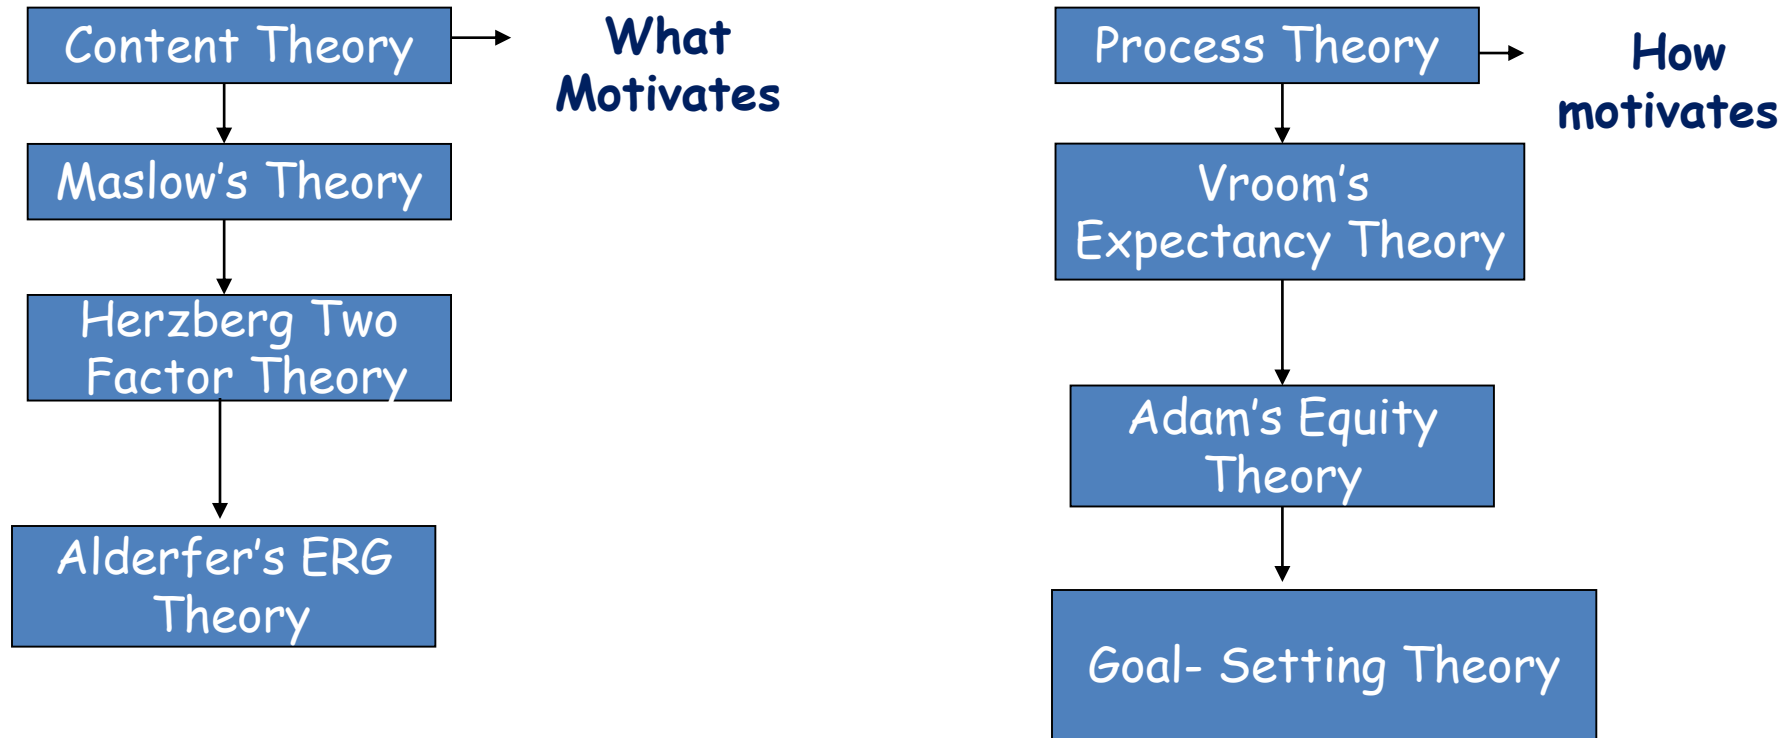 Content Theory
What
Motivates
Maslow's Theory
Herzberg Two
Factor Theory
Alderfer's ERG
Theory
Process Theory
How
motivates
Vroom's
Expectancy Theory
Adam's Equity
Theory
Goal- Setting Theory